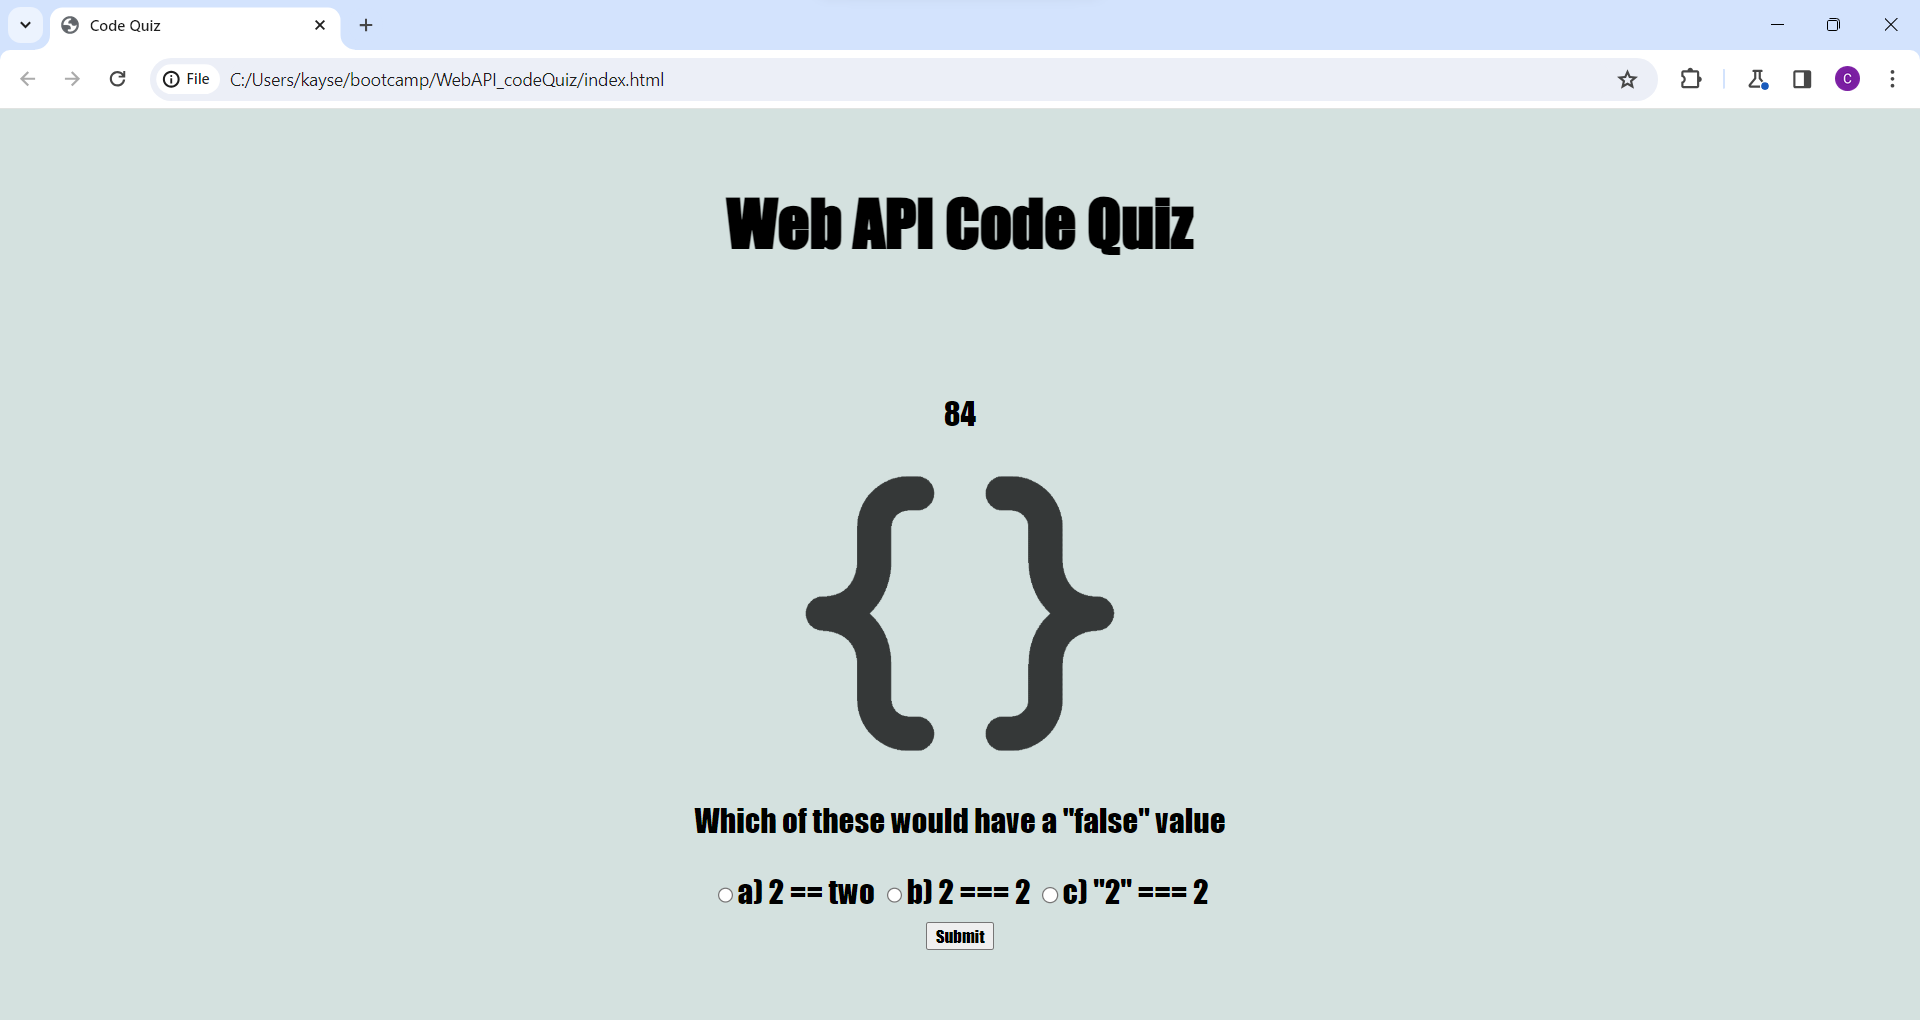 Code Quiz
File C:/Users/kayse/bootcamp/WebAPI_codeQuiz/index.html
C
Web API Code Quiz
84
{ }
Which of these would have a "false" value
a) 2 == two b) 2 === 2 c) "2" === 2
Submit